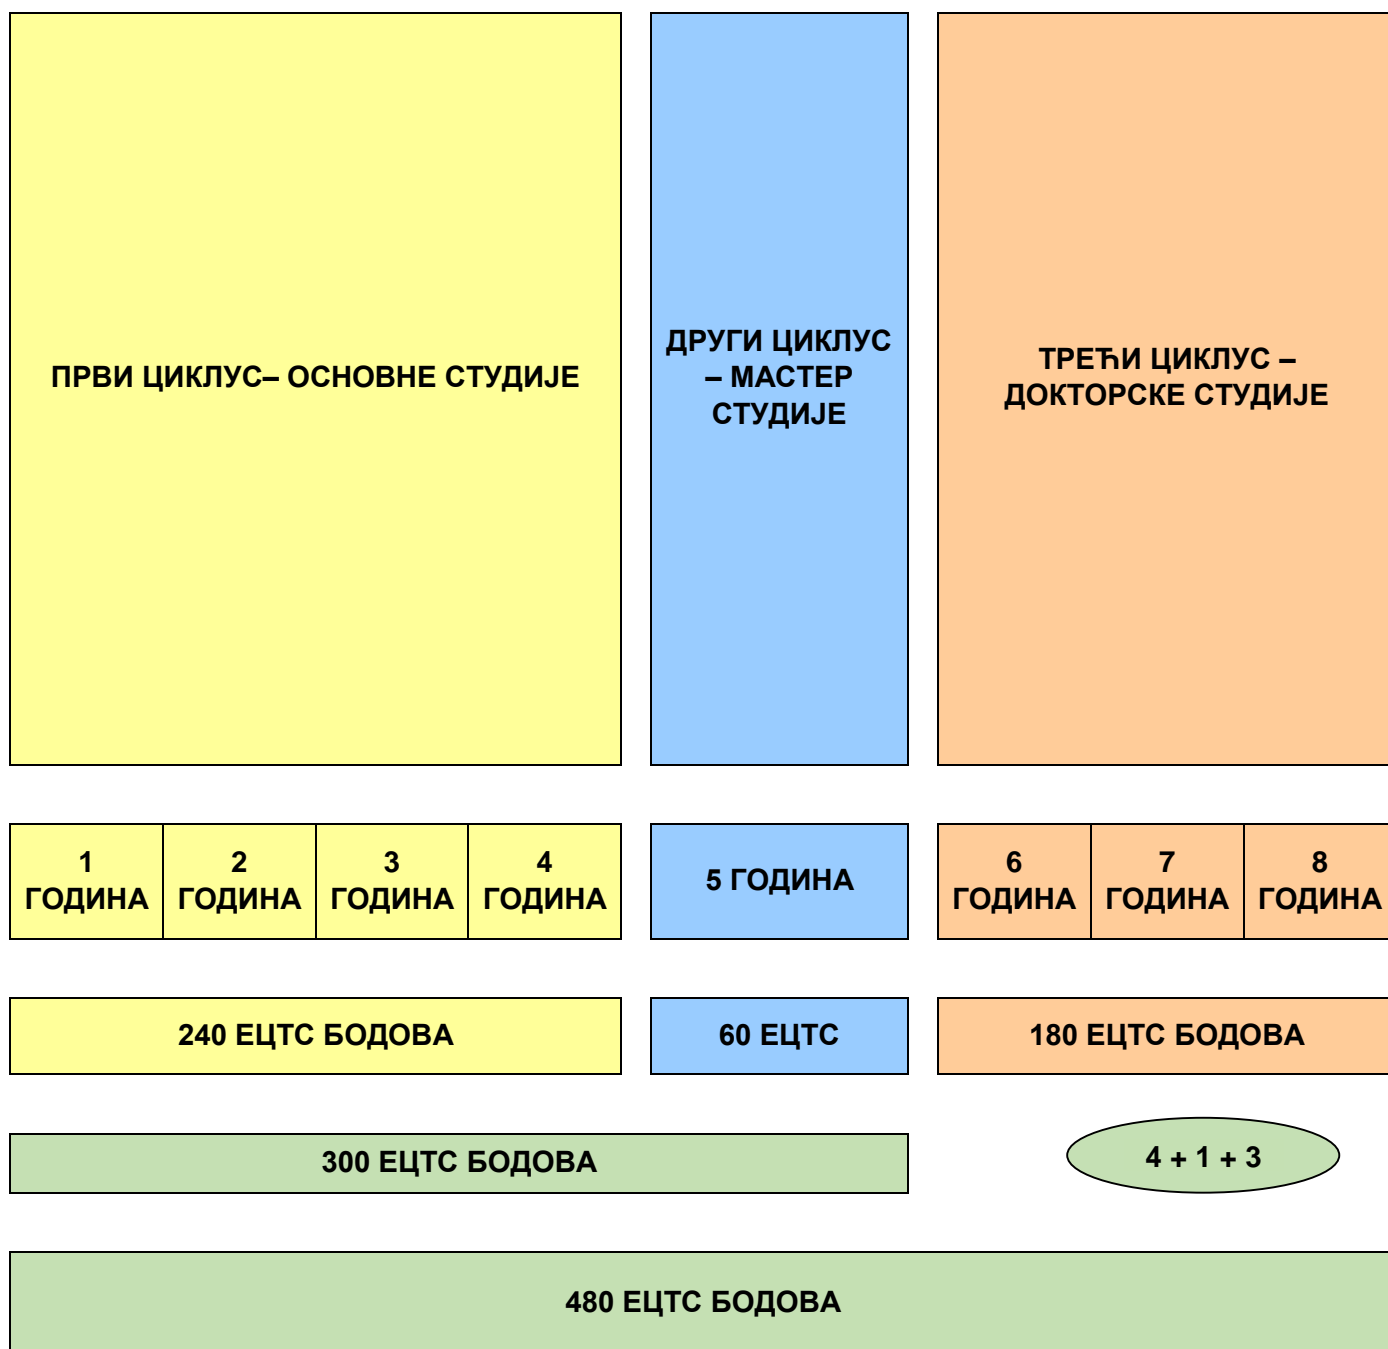 ПРВИ ЦИКЛУС– ОСНОВНЕ СТУДИЈЕ
ДРУГИ ЦИКЛУС
– МАСТЕР
СТУДИЈЕ
ТРЕЋИ ЦИКЛУС –
ДОКТОРСКЕ СТУДИЈЕ
1
ГОДИНА
2
ГОДИНА
3
ГОДИНА
4
ГОДИНА
5 ГОДИНА
6
ГОДИНА
7
ГОДИНА
8
ГОДИНА
240 ЕЦТС БОДОВА
60 ЕЦТС
180 ЕЦТС БОДОВА
300 ЕЦТС БОДОВА
4 + 1 + 3
480 ЕЦТС БОДОВА